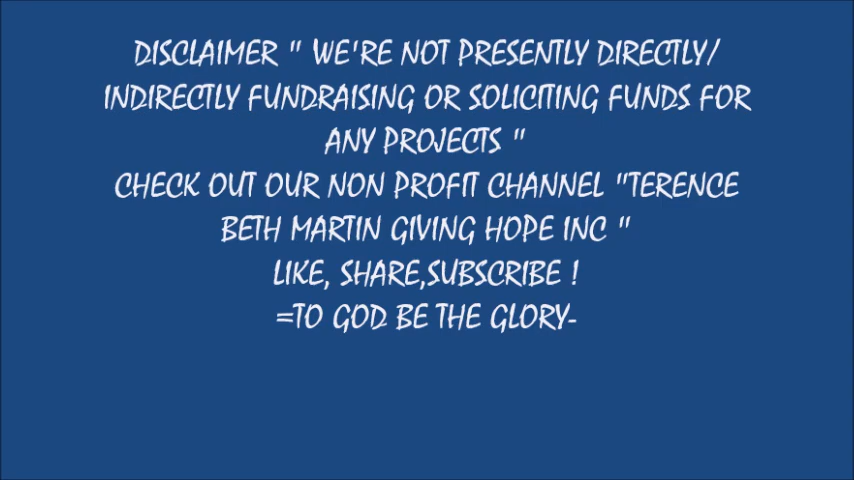 DISCLAIMER " WE'RE NOT PRESENTLY DIRECTLY/
INDIRECTLY FUNDRAISING OR SOLICITING FUNDS FOR
ANY PROJECTS "
CHECK OUT OUR NON PROFIT CHANNEL "TERENCE
BETH MARTIN GIVING HOPE INC "
LIKE, SHARE,SUBSCRIBE !
=TO GOD BE THE GLORY-